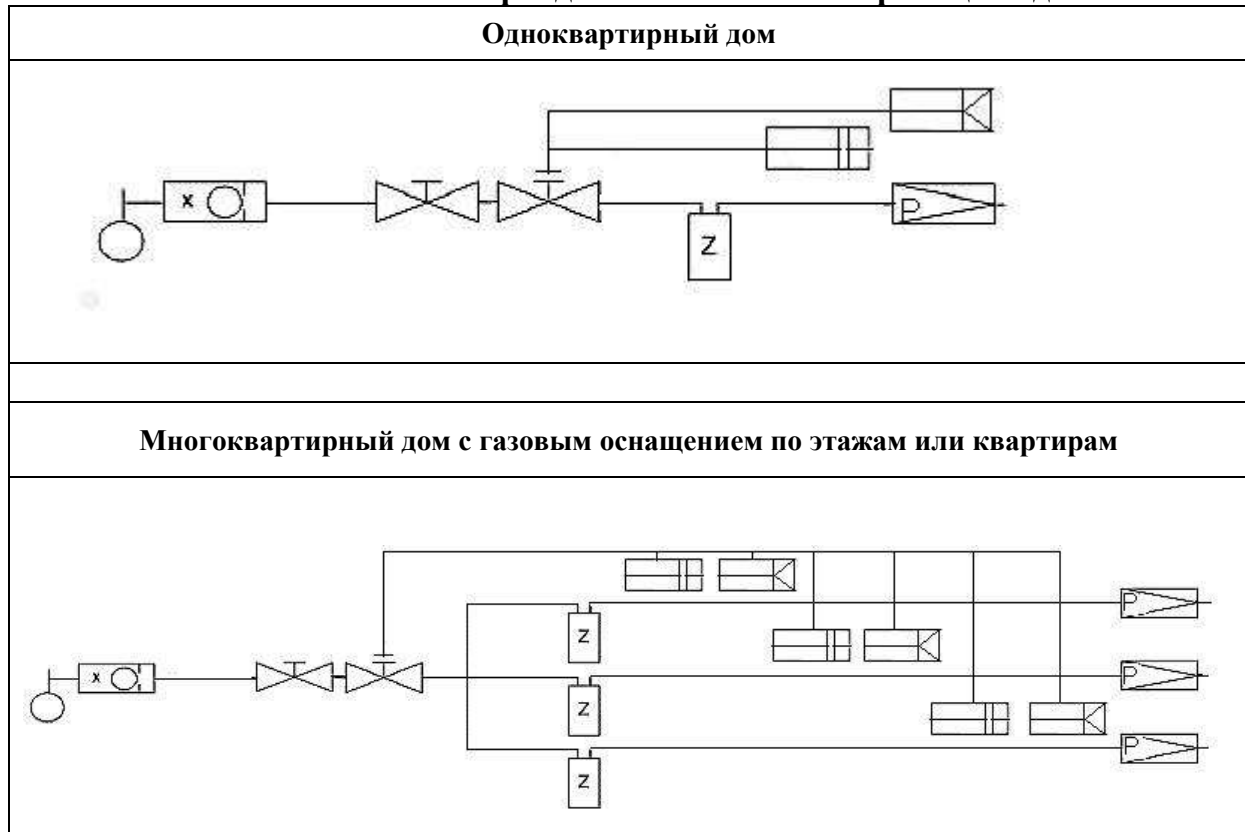 Одноквартирный дом
x
P
Z
Многоквартирный дом с газовым оснащением по этажам или квартирам
P
Z
x
P
Z
P
Z